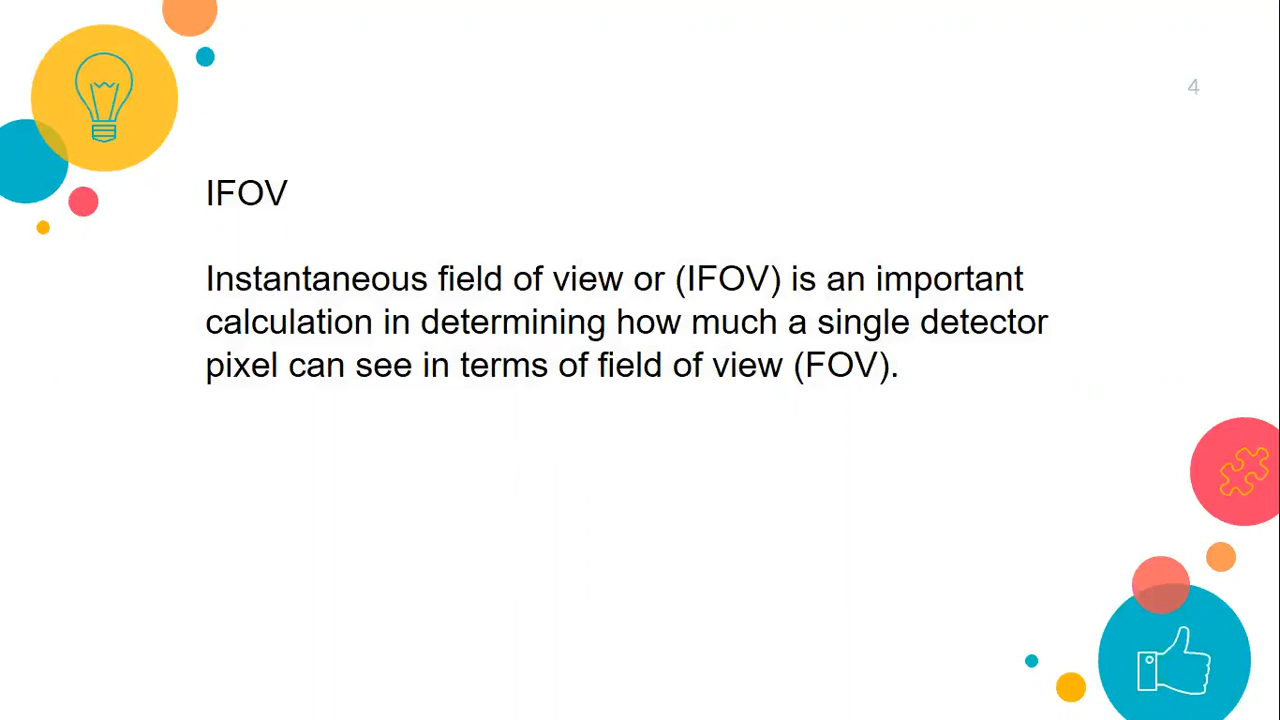 4
IFOV
Instantaneous field of view or (IFOV) is an important
calculation in determining how much a single detector
pixel can see in terms of field of view (FOV).